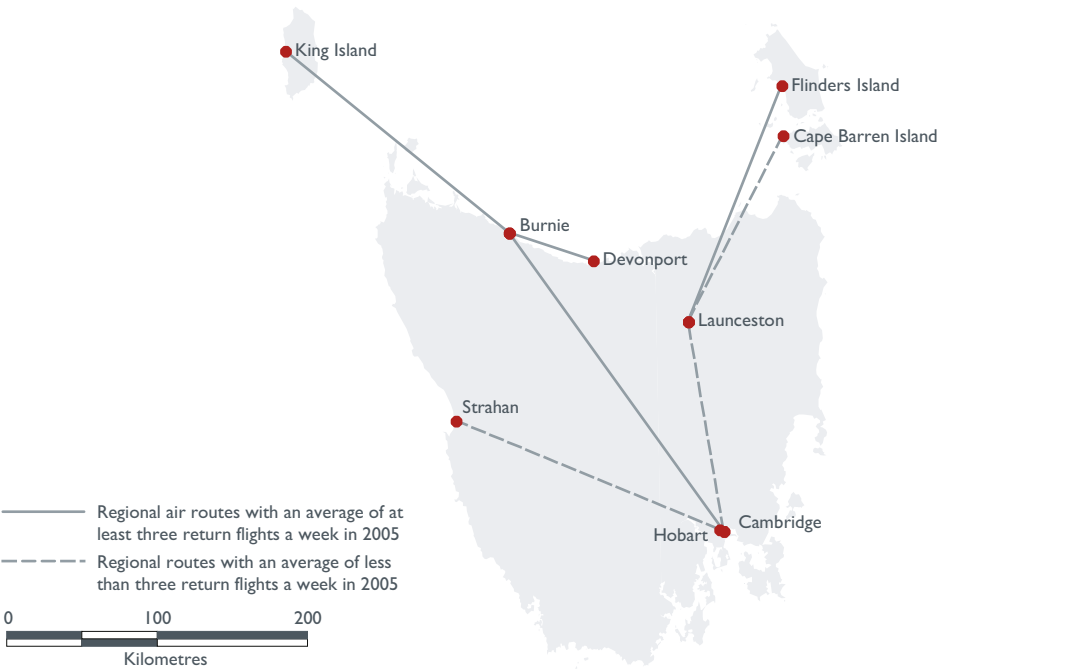 King Island
Flinders Island
Cape Barren Island
Burnie
Devonport
Launceston
Strahan
Cambridge
Hobart
Regional air routes with an average of at
least three return flights a week in 2005
Regional routes with an average of less
than three return flights a week in 2005
0 100 200
Kilometres